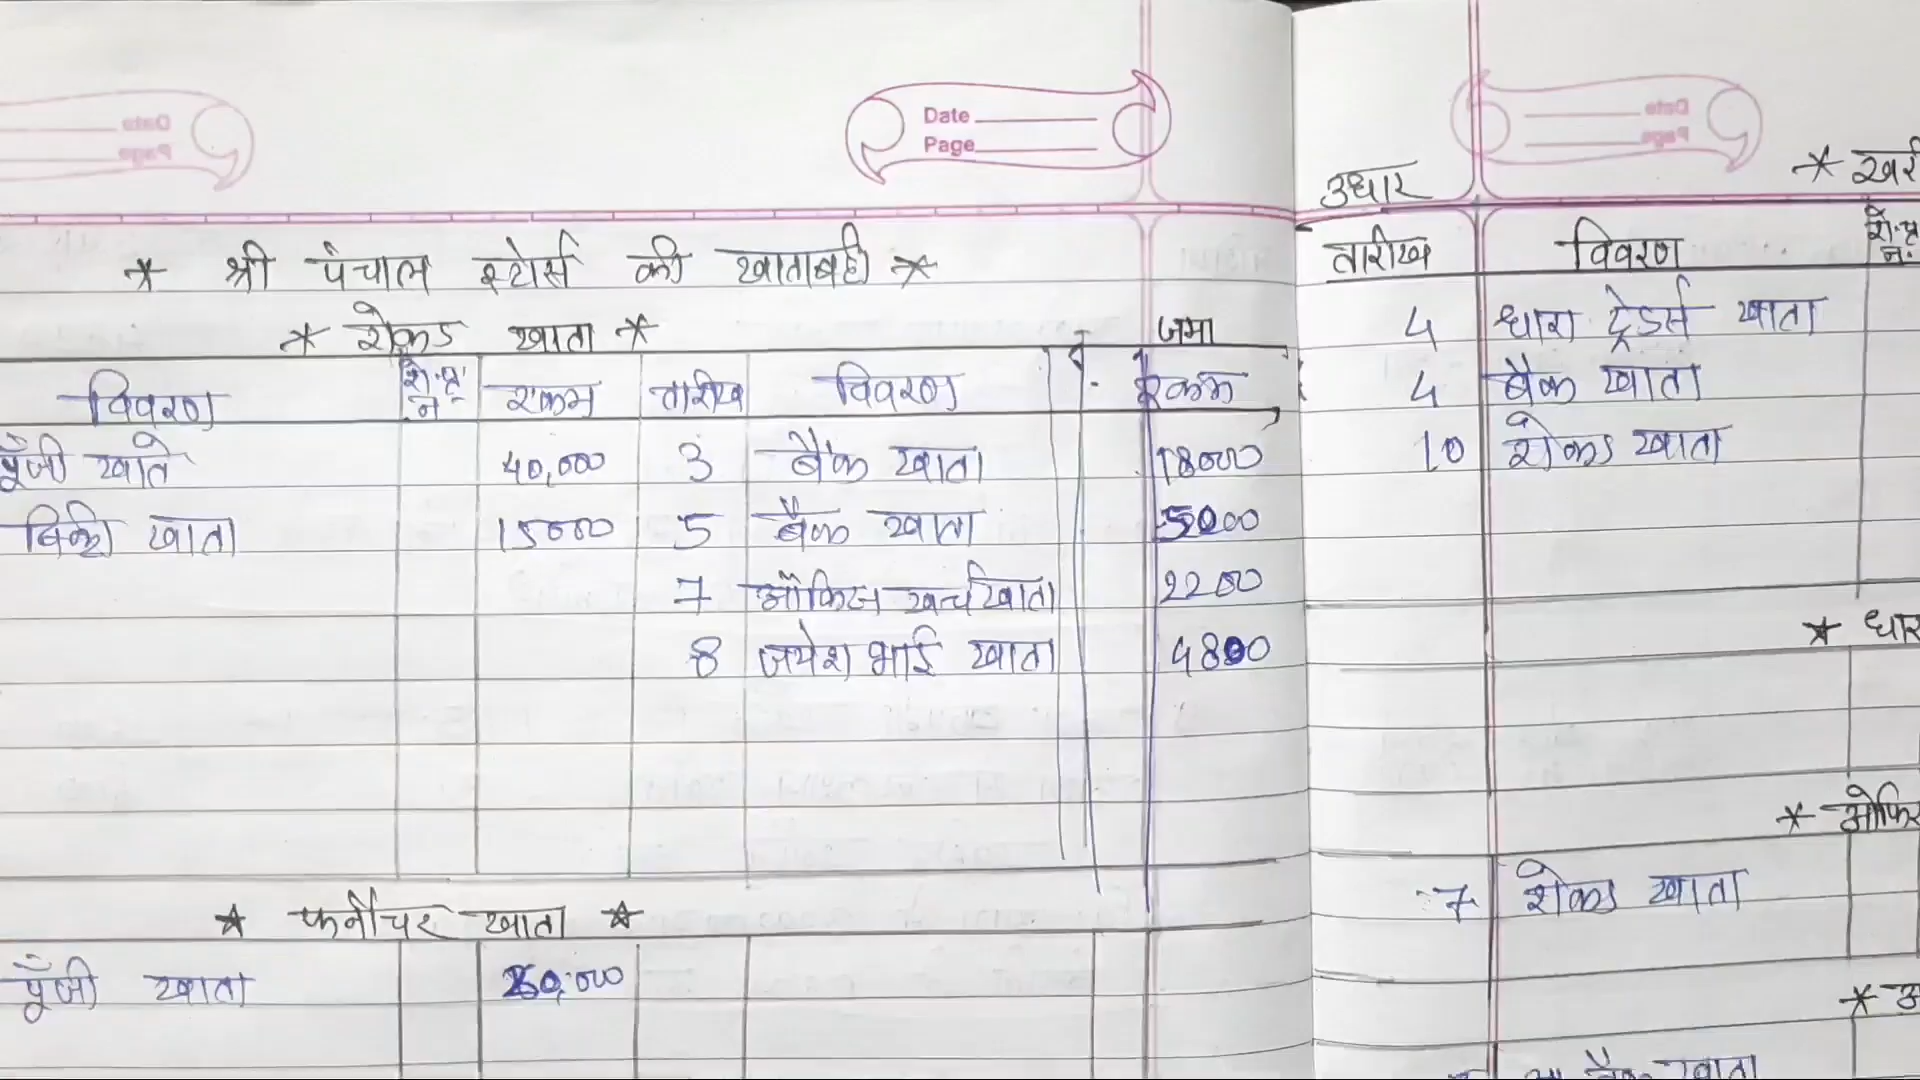 Date
Page
* श्री पंचाल स्टोर्स की खाताबही *
* रोकड खाता *
जमा
विवरण रो.पृ न रकम तारीख विवरण रकम
पूँजी खाते 40,000 3 बैंक खाता 18000
बिक्री खाता 15000 5 बैंक खाता 5000
7 ऑफिस खर्च खाता 2200
8 जयेश भाई खाता 4800
* फर्नीचर खाता *
पूँजी खाता
उधार
तारीख विवरण रो.पृ न.
4 धारा ट्रेडर्स खाता
4 बैंक खाता
10 रोकड खाता
7 रोकड खाता